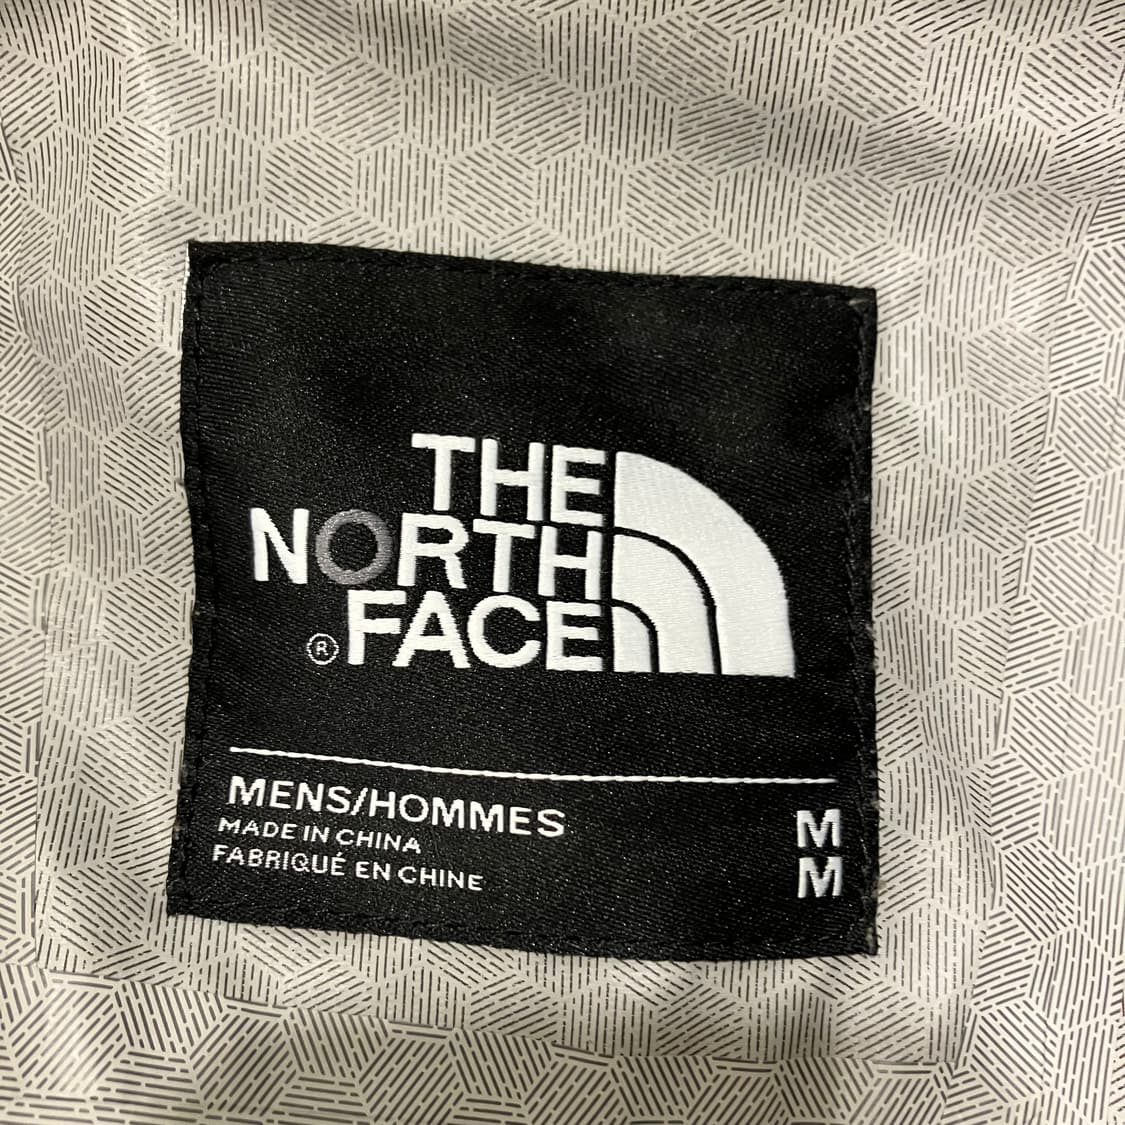 THE
NORTH
FACE
®
MENS/HOMMES
MADE IN CHINA
FABRIQUÉ EN CHINE
M
M